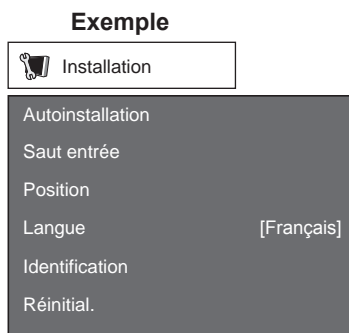 Exemple
Installation
Autoinstallation
Saut entrée
Position
Langue [Français]
Identification
Réinitial.